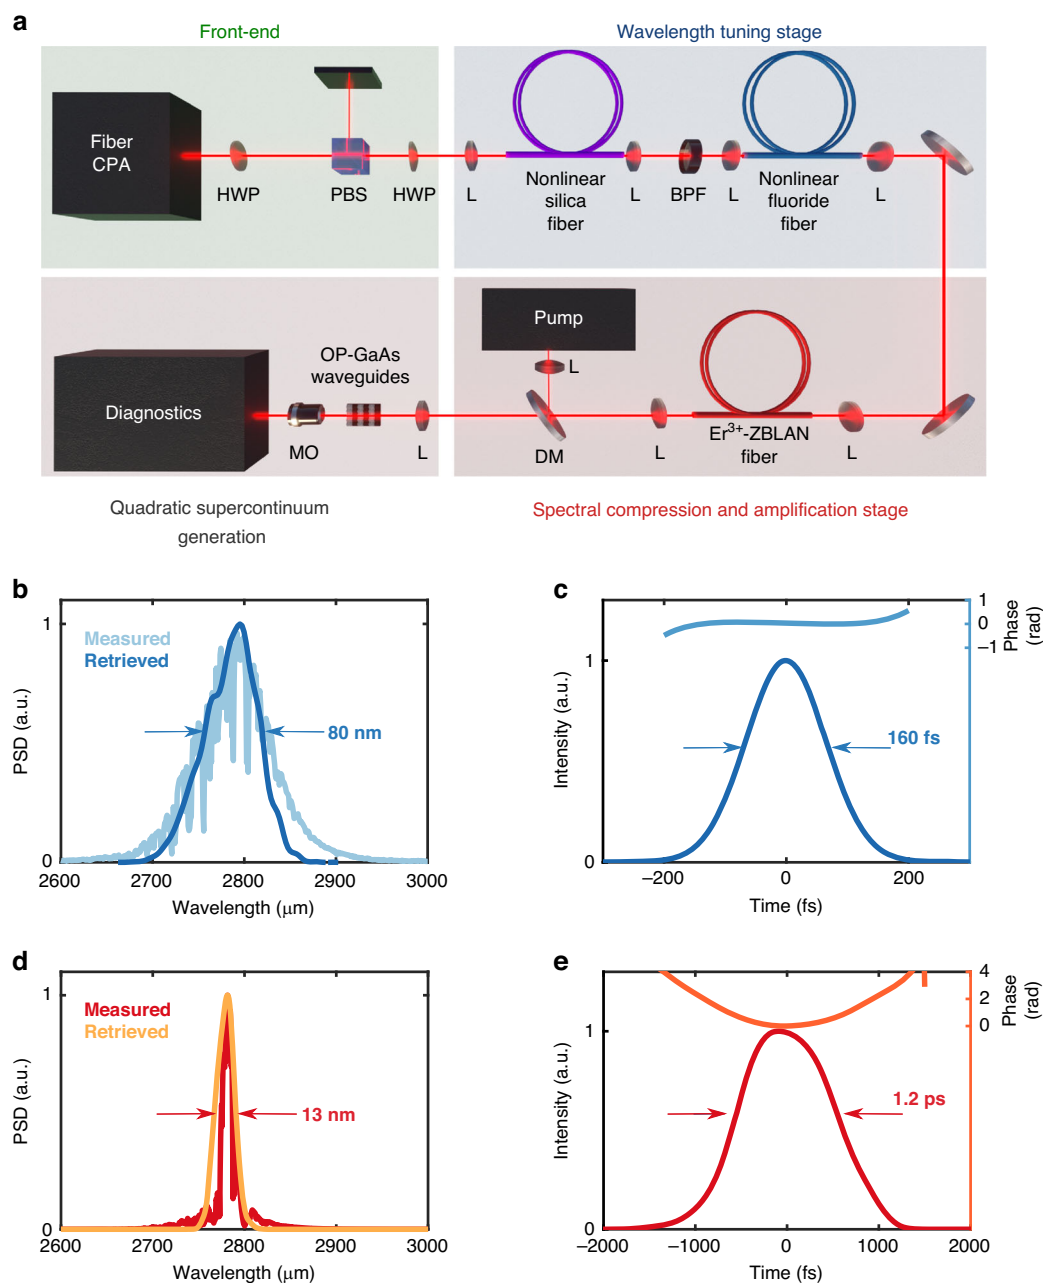 a
Front-end
Wavelength tuning stage
Fiber
CPA
HWP
PBS
HWP
L
Nonlinear
silica
fiber
L
BPF
L
Nonlinear
fluoride
fiber
L
Diagnostics
MO
OP-GaAs
waveguides
L
Pump
L
DM
L
Er3+-ZBLAN
fiber
L
Quadratic supercontinuum
generation
Spectral compression and amplification stage
b
Measured
Retrieved
80 nm
PSD (a.u.)
1
0
2600 2700 2800 2900 3000
Wavelength (μm)
c
160 fs
Intensity (a.u.)
1
0
1
0
−1
Phase
(rad)
−200 0 200
Time (fs)
d
Measured
Retrieved
13 nm
PSD (a.u.)
1
0
2600 2700 2800 2900 3000
Wavelength (μm)
e
1.2 ps
Intensity (a.u.)
1
0
4
2
0
Phase
(rad)
−2000 −1000 0 1000 2000
Time (fs)